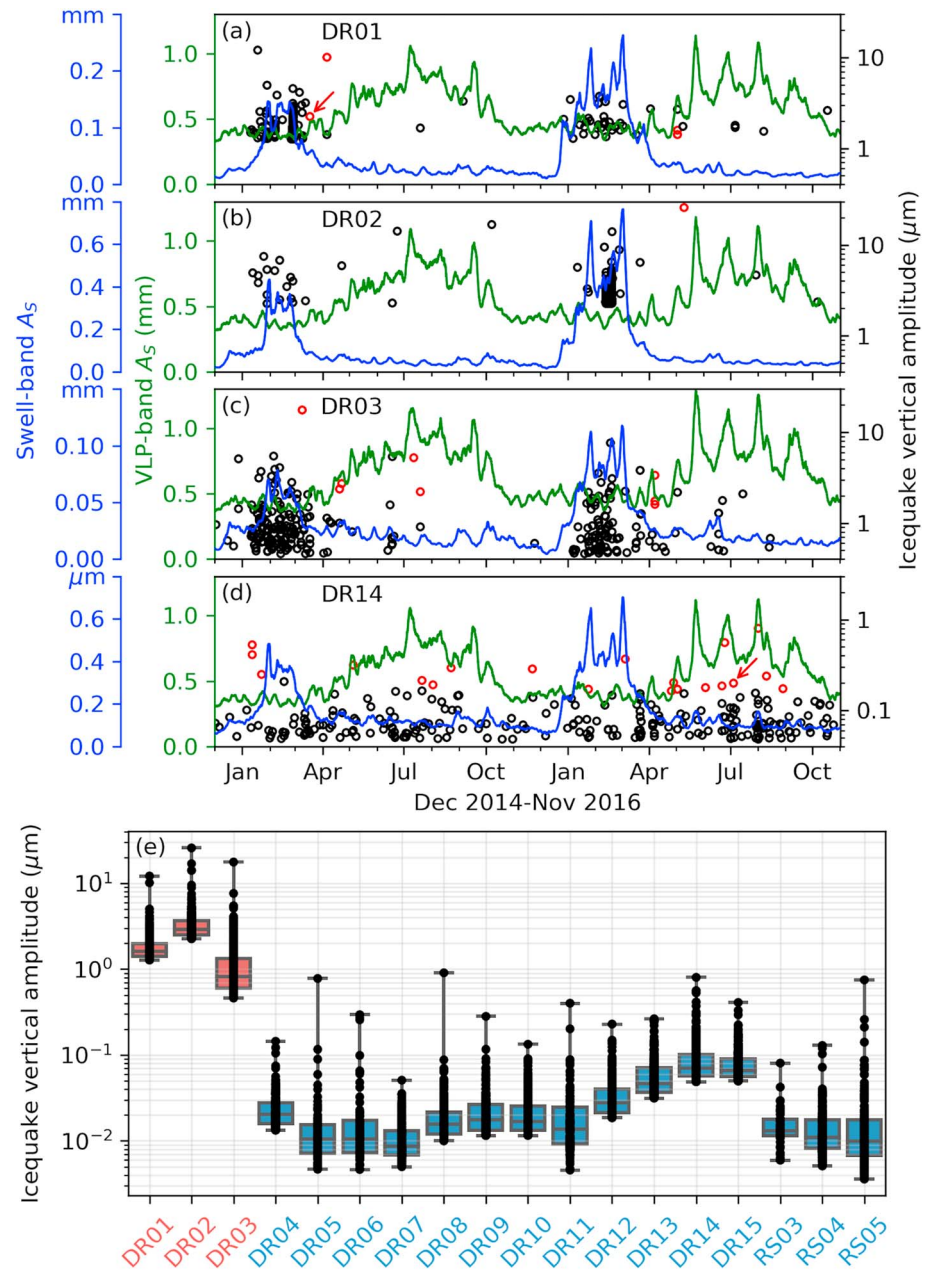 mm
(a)
DR01
1.0
0.5
0.0
0.2
0.1
0.0
10
1
mm
(b)
DR02
1.0
0.5
0.0
0.6
0.4
0.2
0.0
10
1
mm
(c)
DR03
1.0
0.5
0.0
0.10
0.05
0.00
10
1
μm
(d)
DR14
1.0
0.5
0.0
0.6
0.4
0.2
0.0
1
0.1
Swell-band A_S
VLP-band A_S (mm)
Icequake vertical amplitude (μm)
Jan Apr Jul Oct Jan Apr Jul Oct
Dec 2014-Nov 2016
(e)
Icequake vertical amplitude (μm)
10¹
10⁰
10⁻¹
10⁻²
DR01 DR02 DR03 DR04 DR05 DR06 DR07 DR08 DR09 DR10 DR11 DR12 DR13 DR14 DR15 RS03 RS04 RS05